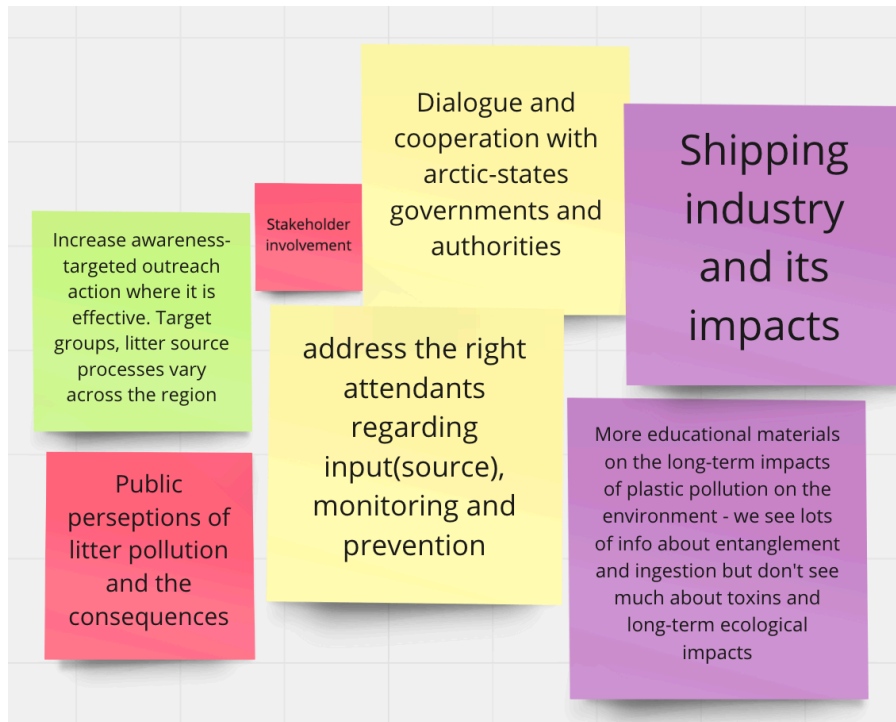 Increase awareness-
targeted outreach
action where it is
effective. Target
groups, litter source
processes vary
across the region
Stakeholder
involvement
Dialogue and
cooperation with
arctic-states
governments and
authorities
Shipping
industry
and its
impacts
Public
perseptions of
litter pollution
and the
consequences
address the right
attendants
regarding
input(source),
monitoring and
prevention
More educational materials
on the long-term impacts
of plastic pollution on the
environment - we see lots
of info about entanglement
and ingestion but don't see
much about toxins and
long-term ecological
impacts